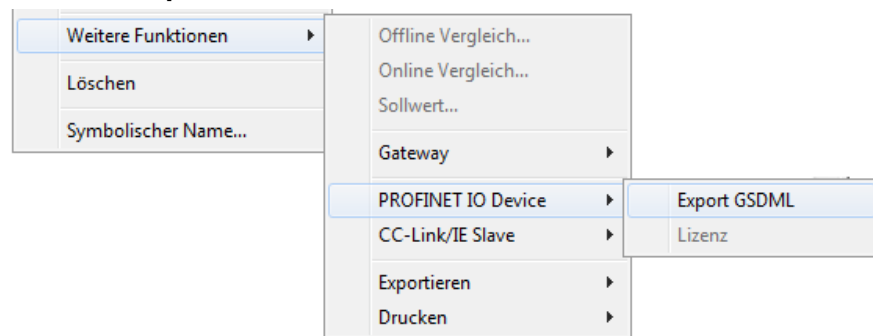 Weitere Funktionen
Löschen
Symbolischer Name...
Offline Vergleich...
Online Vergleich...
Sollwert...
Gateway
PROFINET IO Device
CC-Link/IE Slave
Exportieren
Drucken
Export GSDML
Lizenz